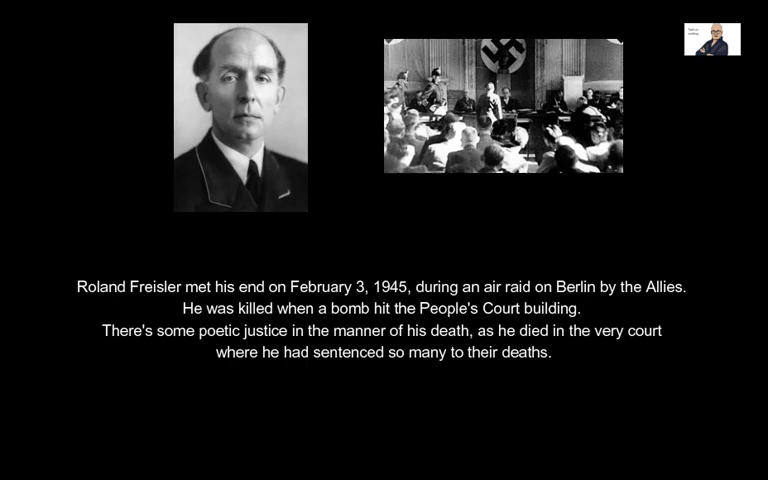 Roland Freisler met his end on February 3, 1945, during an air raid on Berlin by the Allies.
He was killed when a bomb hit the People's Court building.
There's some poetic justice in the manner of his death, as he died in the very court
where he had sentenced so many to their deaths.